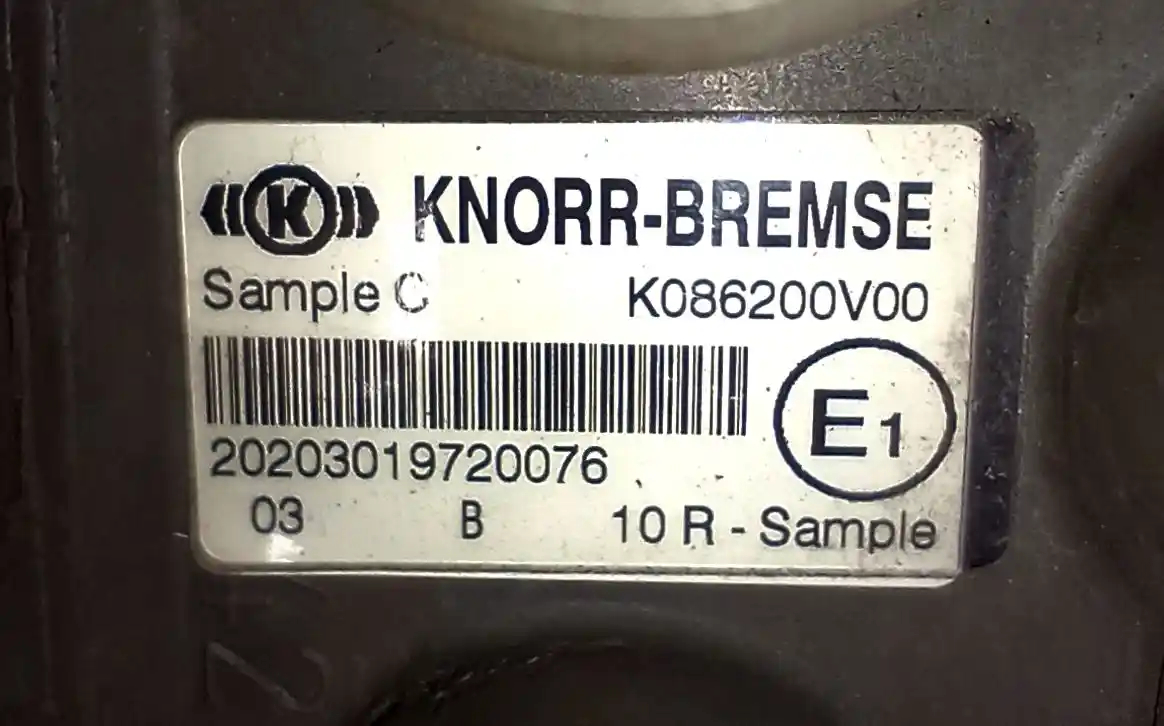 K KNORR-BREMSE
Sample C K086200V00
20203019720076
E1
03 B 10 R - Sample